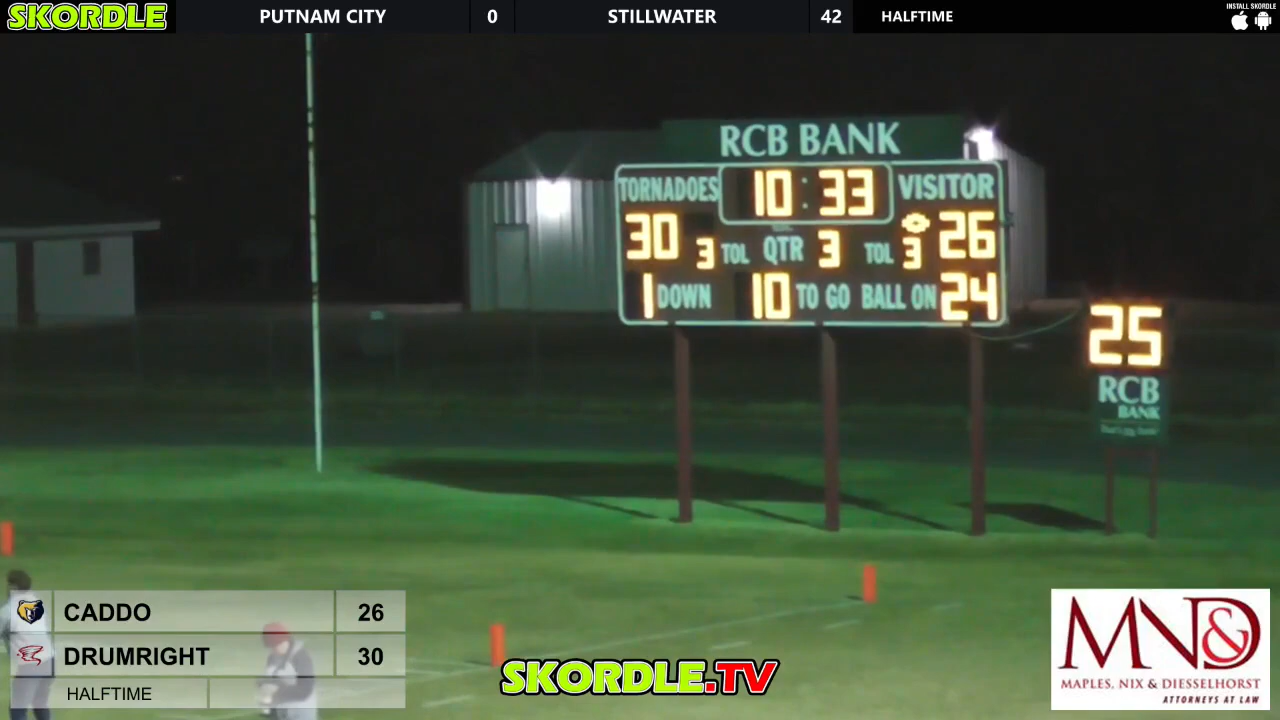 SKORDLE PUTNAM CITY 0 STILLWATER 42 HALFTIME INSTALL SKORDLE
RCB BANK
TORNADOES 10:33 VISITOR
30 3 TOL QTR 3 TOL 3 26
1 DOWN 10 TO GO BALL ON 24
25
RCB
BANK
CADDO 26
DRUMRIGHT 30
HALFTIME
SKORDLE.TV
MN&D
MAPLES, NIX & DIESSELHORST
ATTORNEYS AT LAW